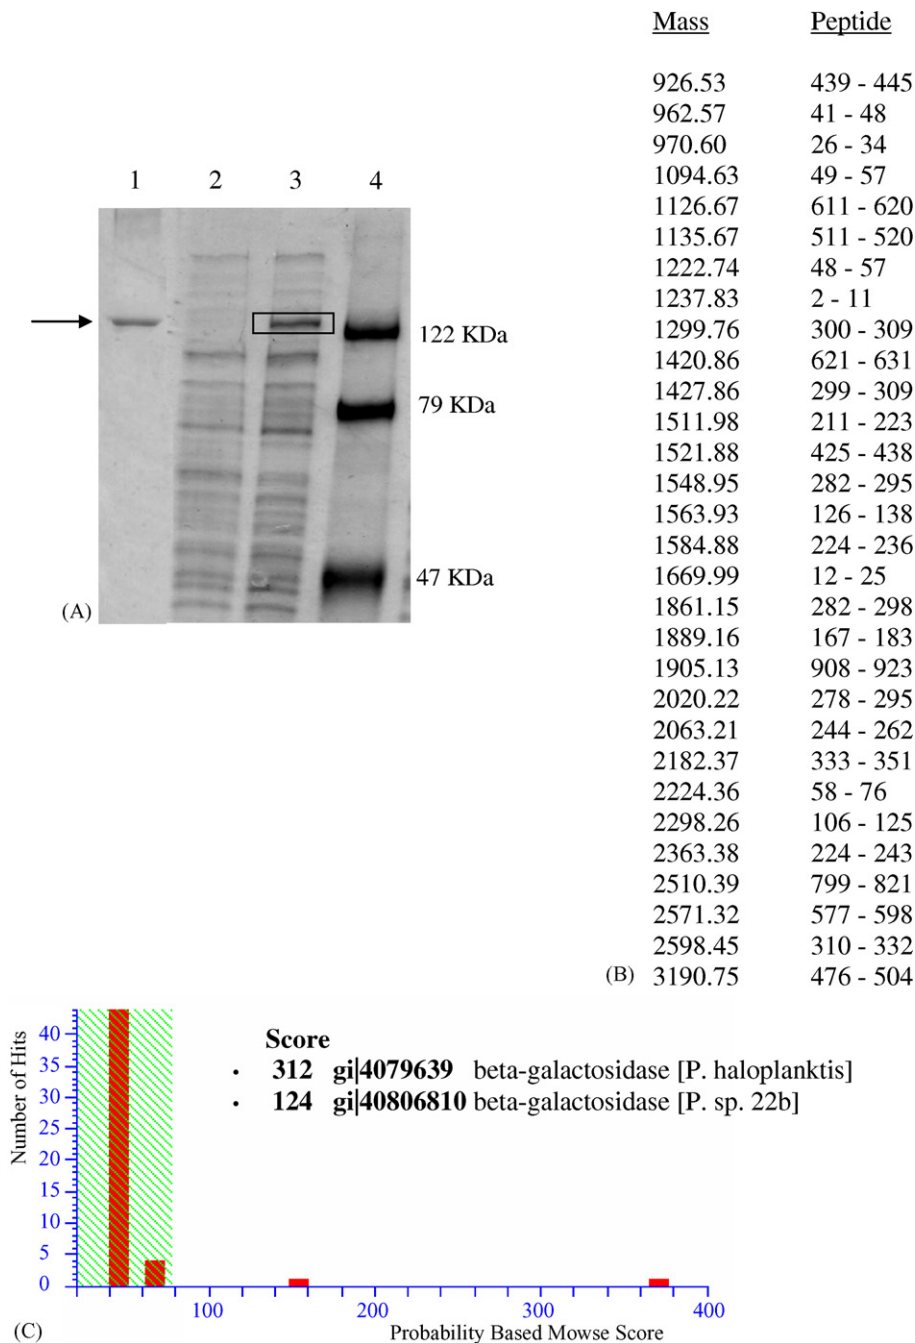 1 2 3 4
122 KDa
79 KDa
47 KDa
(A)
Mass Peptide
926.53 439 - 445
962.57 41 - 48
970.60 26 - 34
1094.63 49 - 57
1126.67 611 - 620
1135.67 511 - 520
1222.74 48 - 57
1237.83 2 - 11
1299.76 300 - 309
1420.86 621 - 631
1427.86 299 - 309
1511.98 211 - 223
1521.88 425 - 438
1548.95 282 - 295
1563.93 126 - 138
1584.88 224 - 236
1669.99 12 - 25
1861.15 282 - 298
1889.16 167 - 183
1905.13 908 - 923
2020.22 278 - 295
2063.21 244 - 262
2182.37 333 - 351
2224.36 58 - 76
2298.26 106 - 125
2363.38 224 - 243
2510.39 799 - 821
2571.32 577 - 598
2598.45 310 - 332
(B) 3190.75 476 - 504
Score
• 312 gi|4079639 beta-galactosidase [P. haloplanktis]
• 124 gi|40806810 beta-galactosidase [P. sp. 22b]
Number of Hits
40
35
30
25
20
15
10
5
0
100 200 300 400
Probability Based Mowse Score
(C)